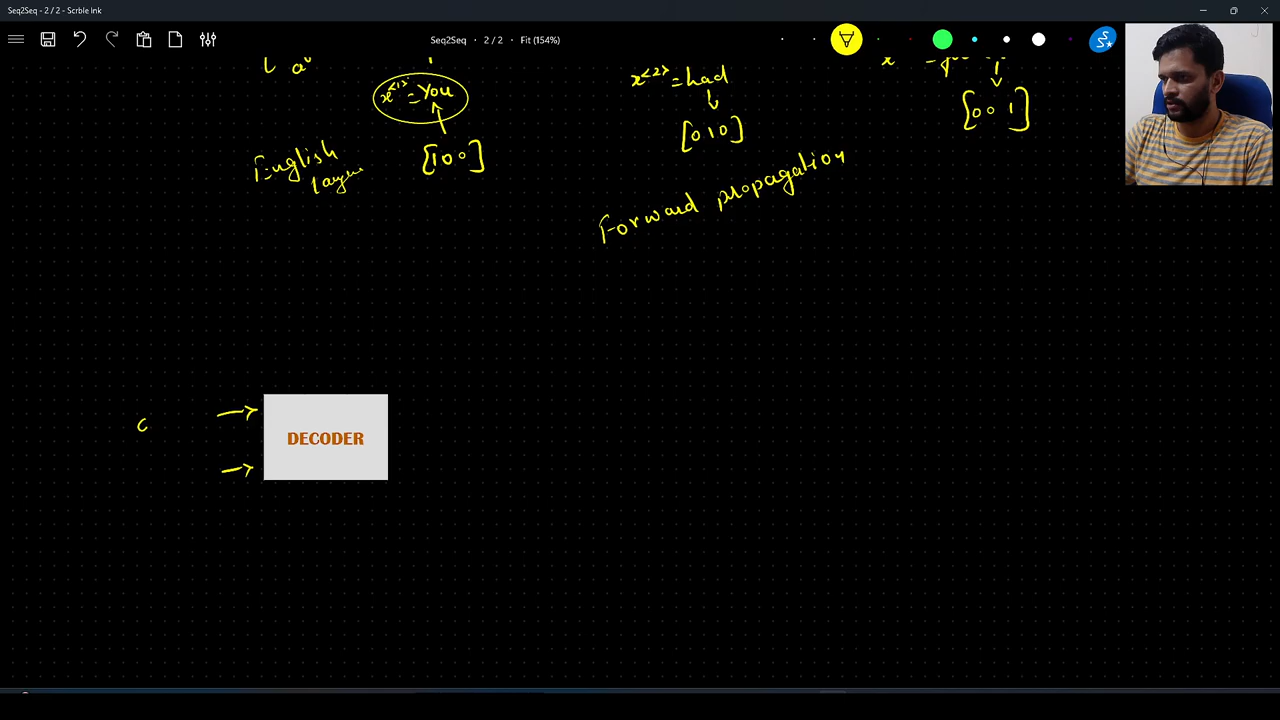 Seq2Seq - 2 / 2 - Scrble Ink
Seq2Seq · 2 / 2 · Fit (154%)
x<1> = You
[1 0 0]
English
x<2> = had
[0 1 0]
[0 0 1]
Forward propagation
C
DECODER